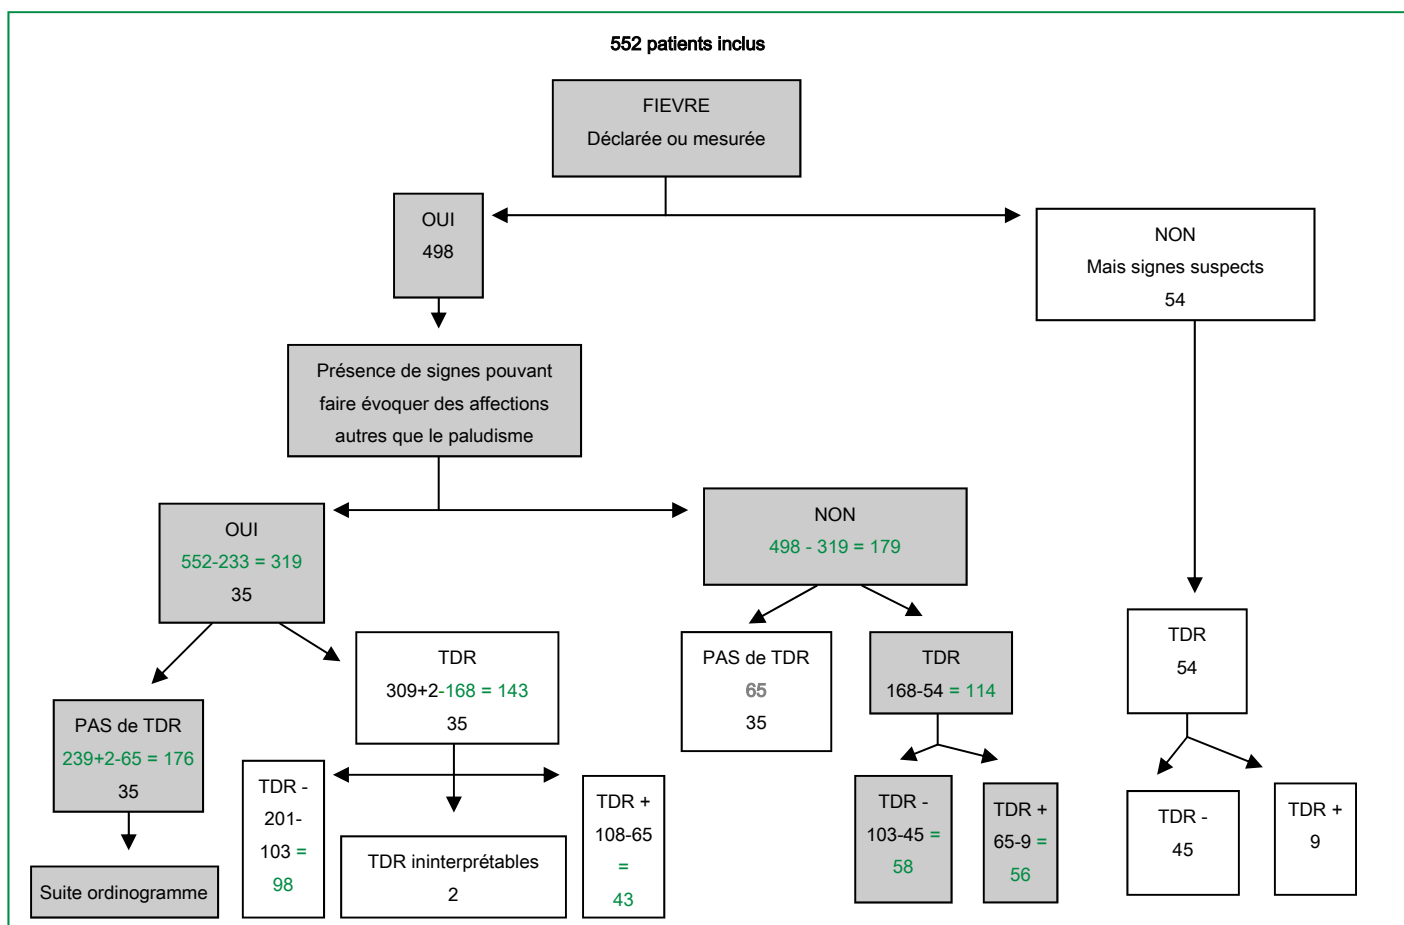 552 patients inclus
FIEVRE
Déclarée ou mesurée
OUI
498
NON
Mais signes suspects
54
Présence de signes pouvant
faire évoquer des affections
autres que le paludisme
OUI
552-233 = 319
35
NON
498 - 319 = 179
PAS de TDR
239+2-65 = 176
35
TDR
309+2-168 = 143
35
PAS de TDR
65
35
TDR
168-54 = 114
TDR
54
Suite ordinogramme
TDR -
201-
103 =
98
TDR ininterprétables
2
TDR +
108-65
=
43
TDR -
103-45 =
58
TDR +
65-9 =
56
TDR -
45
TDR +
9